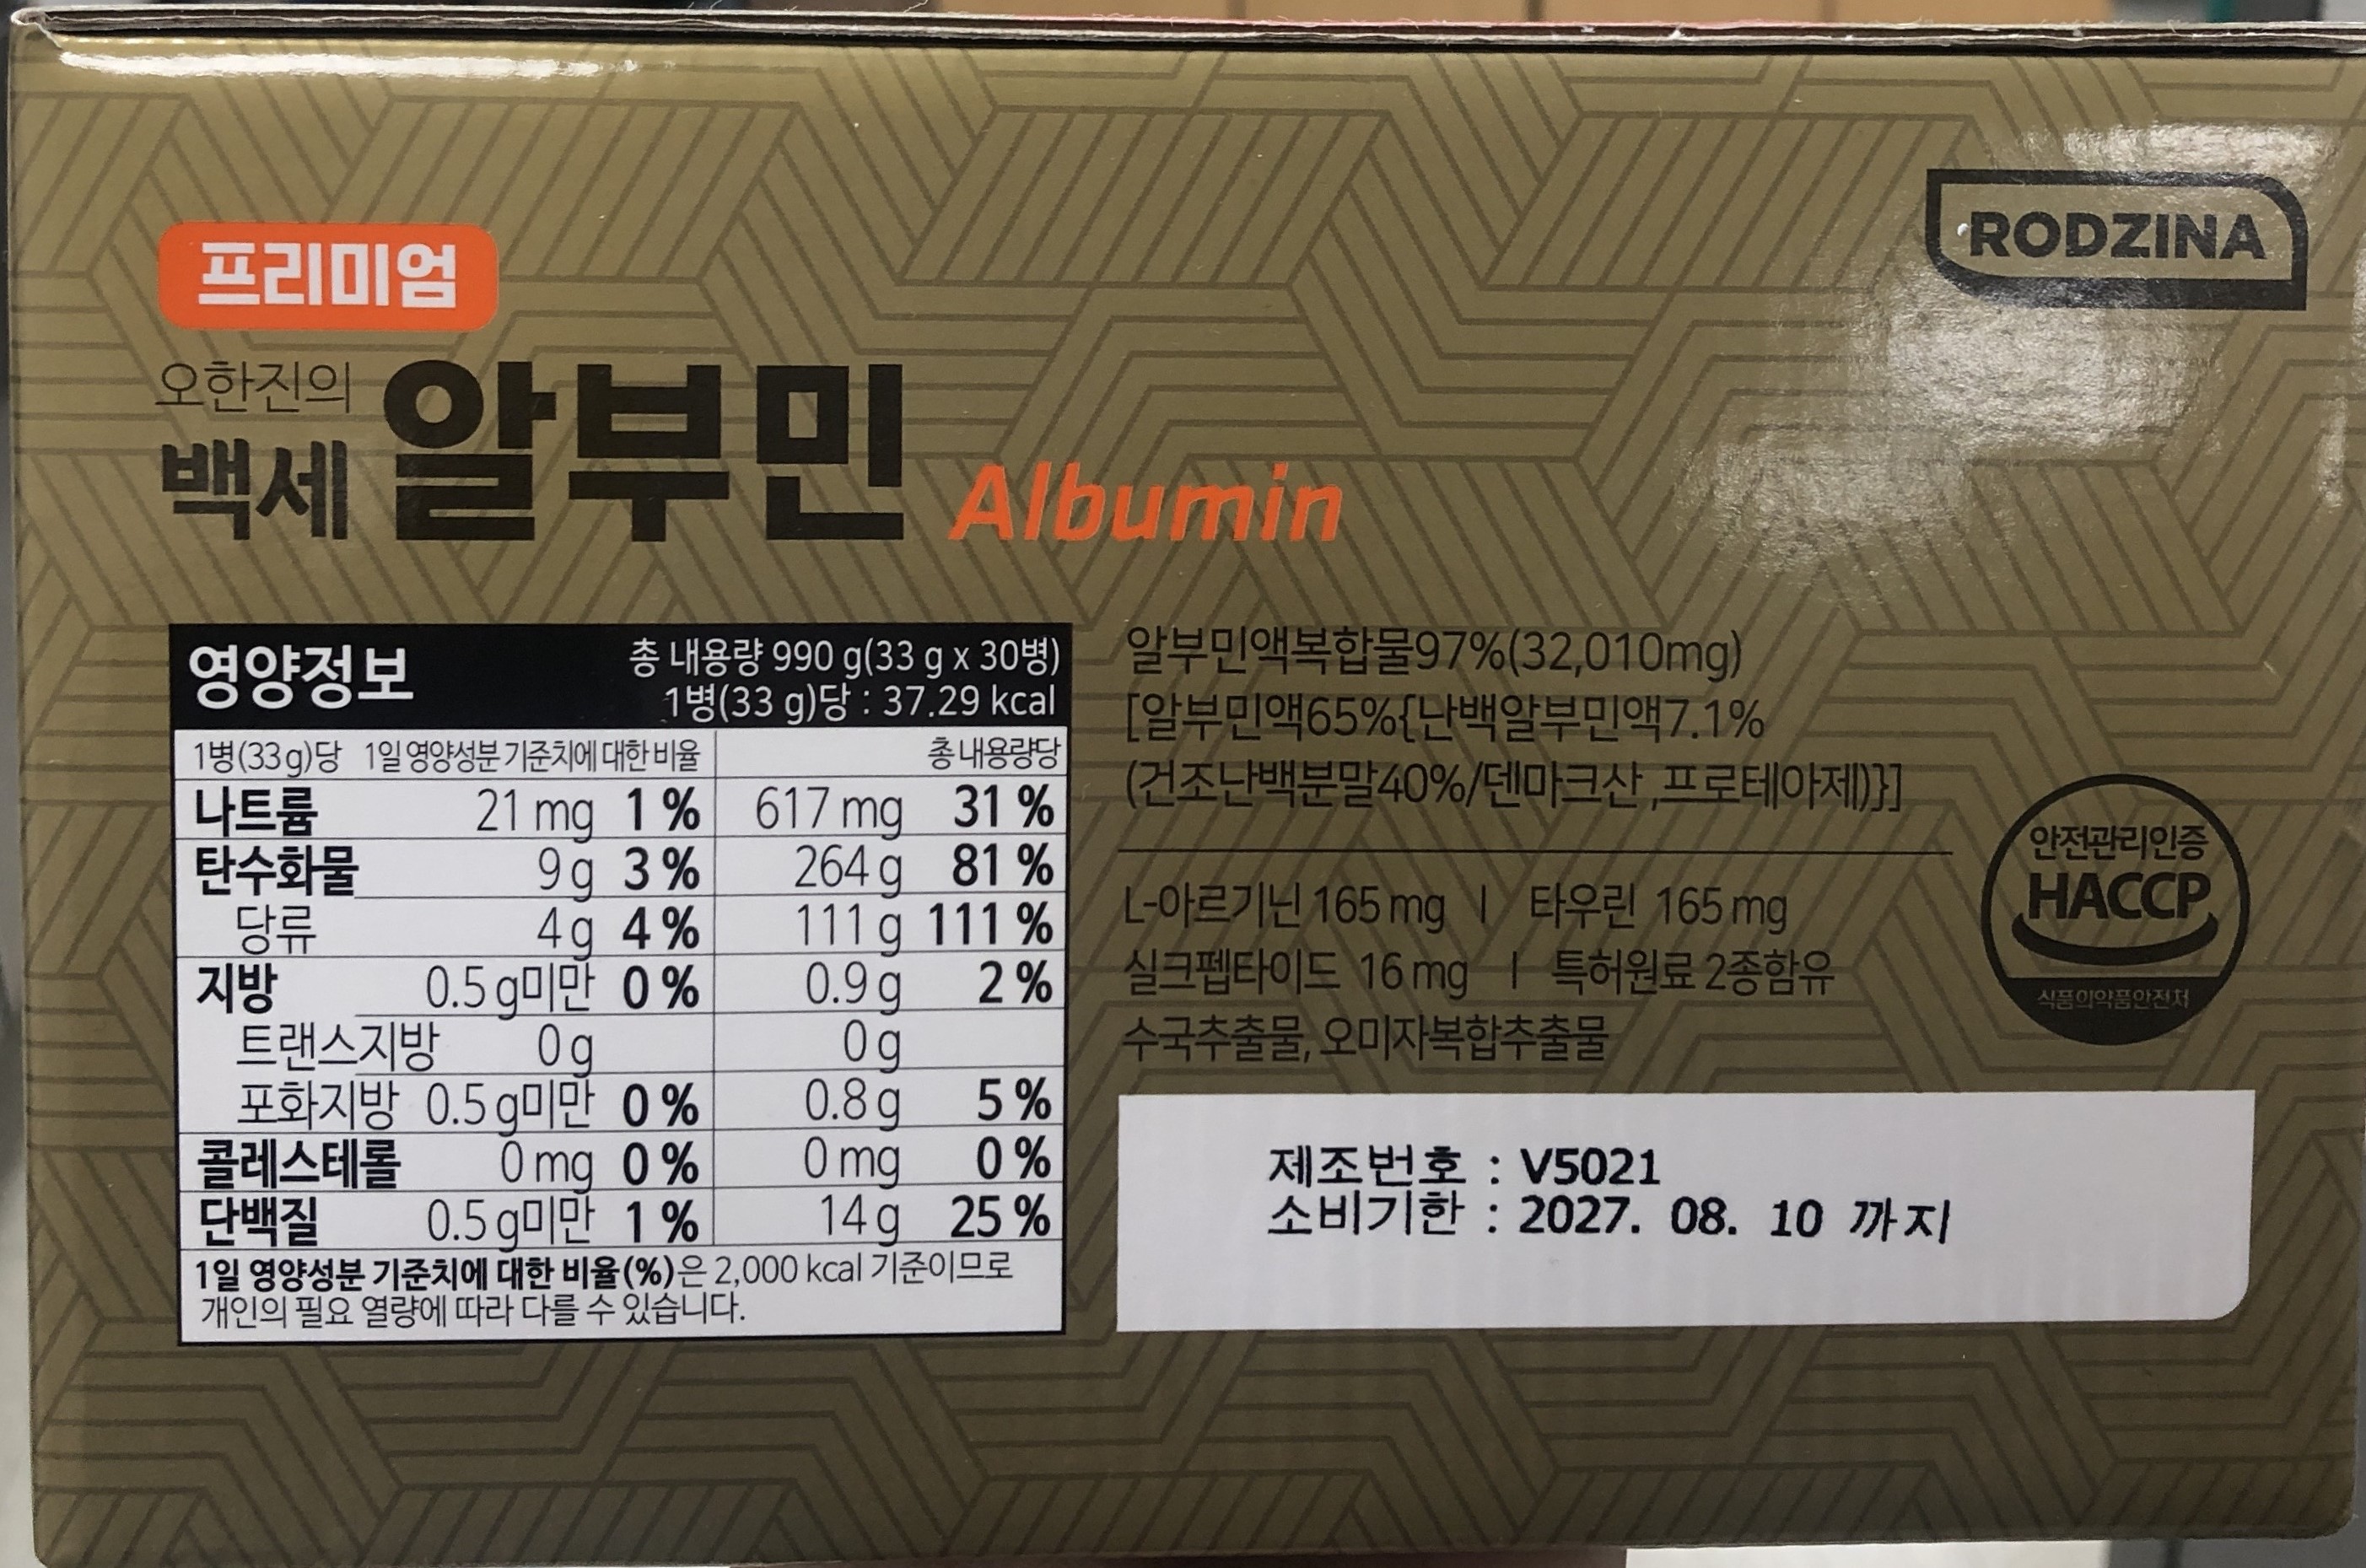 RODZINA
프리미엄
오한진의
백세 알부민 Albumin
영양정보
총 내용량 990 g(33 g x 30병)
1병(33 g)당 : 37.29 kcal
1병(33g)당 1일 영양성분 기준치에 대한 비율 총 내용량당
나트륨 21 mg 1 % 617 mg 31 %
탄수화물 9 g 3 % 264 g 81 %
당류 4 g 4 % 111 g 111 %
지방 0.5 g미만 0 % 0.9 g 2 %
트랜스지방 0 g 0 g
포화지방 0.5 g미만 0 % 0.8 g 5 %
콜레스테롤 0 mg 0 % 0 mg 0 %
단백질 0.5 g미만 1 % 14 g 25 %
1일 영양성분 기준치에 대한 비율(%)은 2,000 kcal 기준이므로
개인의 필요 열량에 따라 다를 수 있습니다.
알부민액복합물97%(32,010mg)
[알부민액65%{난백알부민액7.1%
(건조난백분말40%/덴마크산,프로테아제)}]
L-아르기닌 165 mg ㅣ 타우린 165 mg
실크펩타이드 16 mg ㅣ 특허원료 2종함유
수국추출물, 오미자복합추출물
안전관리인증
HACCP
식품의약품안전처
제조번호 : V5021
소비기한 : 2027. 08. 10 까지